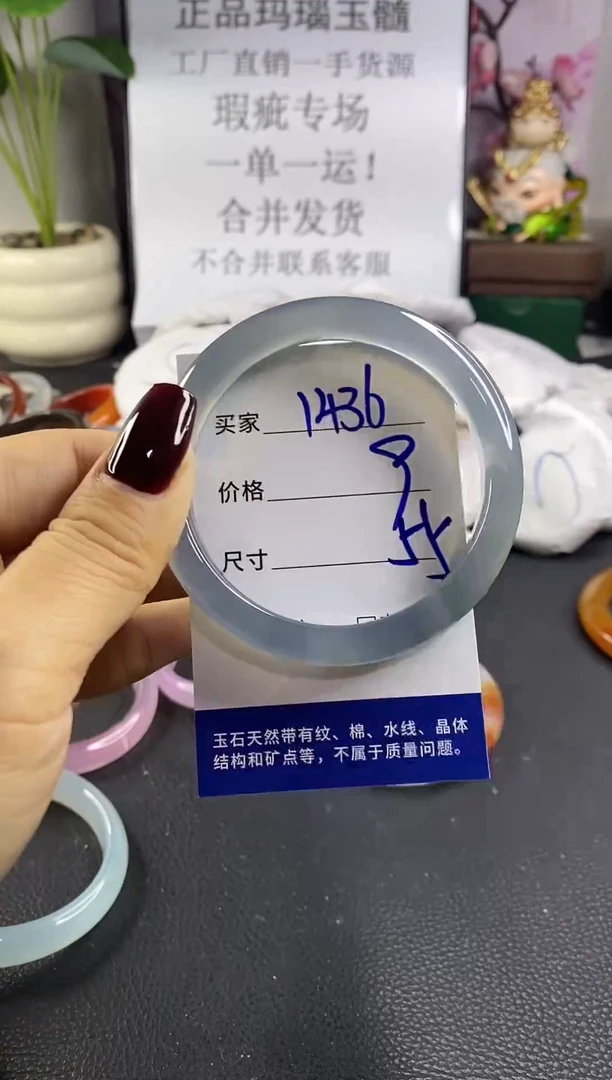 正品玛瑙玉髓
工厂直销一手货源
瑕疵专场
一单一运!
合并发货
不合并联系客服
买家 1436
价格
尺寸
玉石天然带有纹、棉、水线、晶体
结构和矿点等，不属于质量问题。